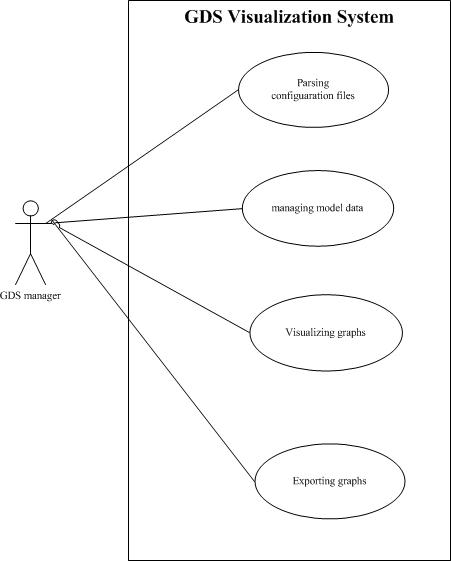 GDS Visualization System
Parsing
configuaration files
managing model data
GDS manager
Visualizing graphs
Exporting graphs